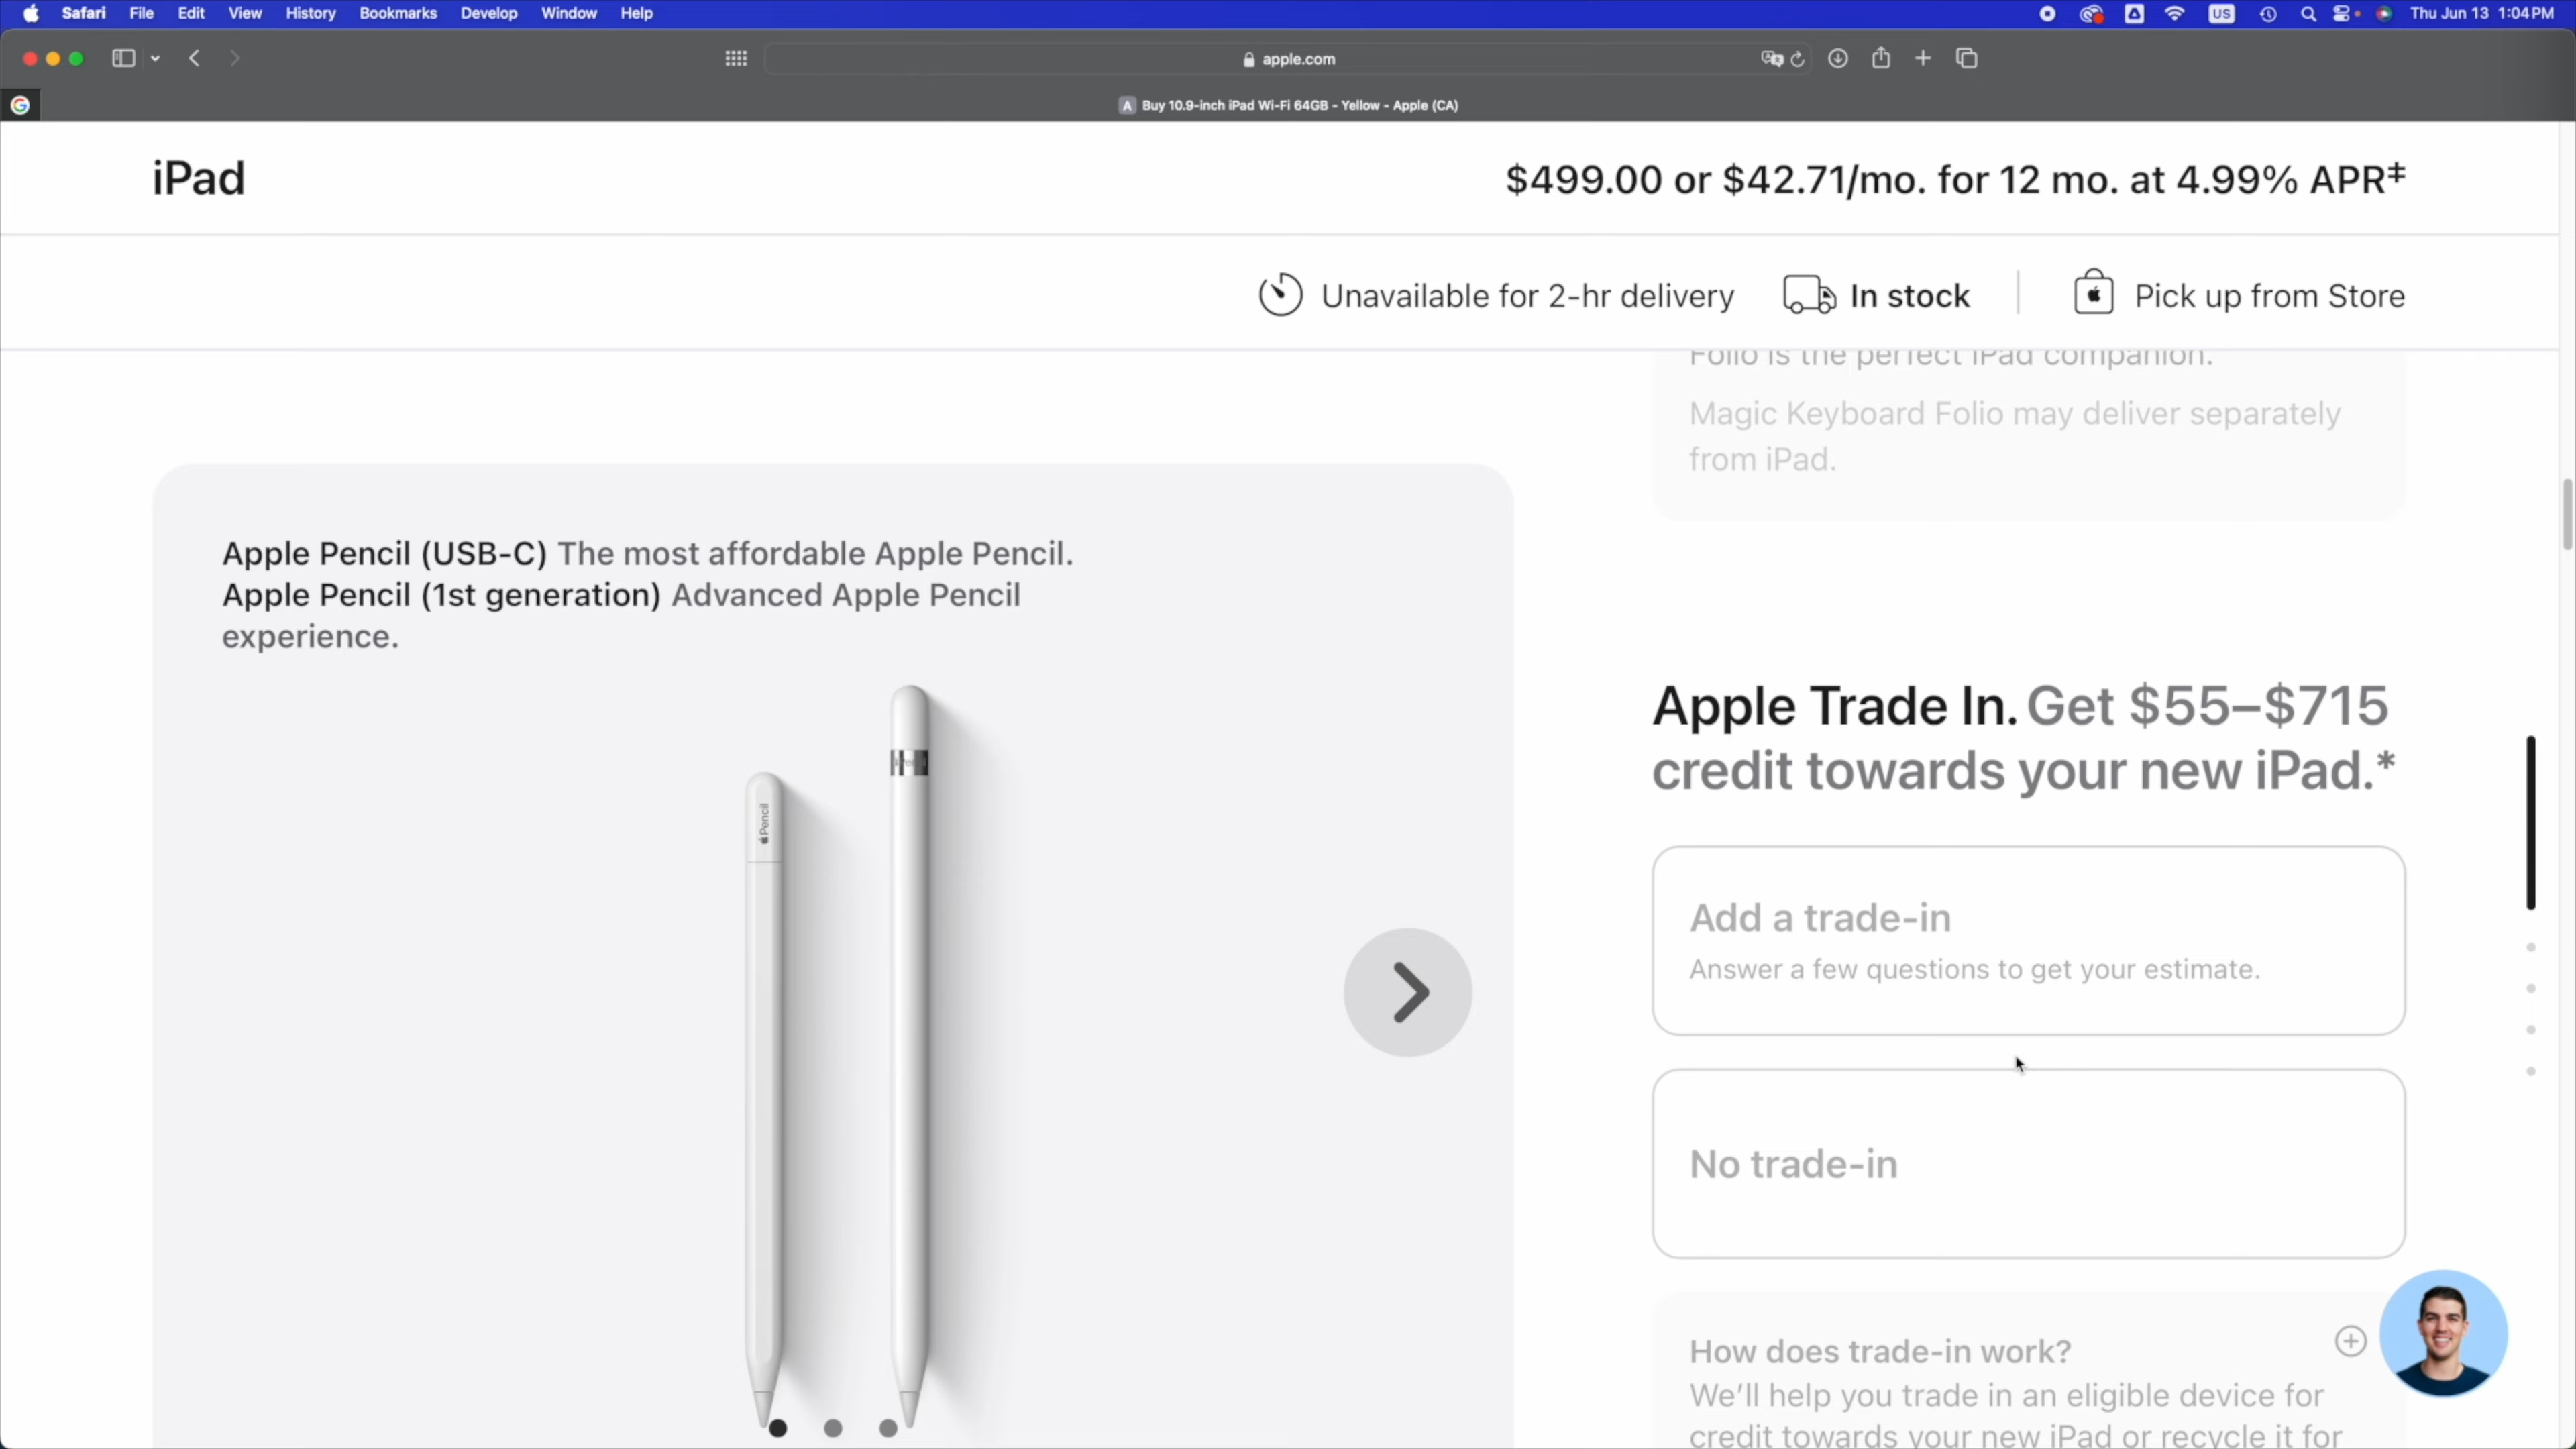 Safari File Edit View History Bookmarks Develop Window Help
US
Thu Jun 13 1:04 PM
apple.com
Buy 10.9-inch iPad Wi-Fi 64GB - Yellow - Apple (CA)
iPad
$499.00 or $42.71/mo. for 12 mo. at 4.99% APR‡
Unavailable for 2-hr delivery
In stock
Pick up from Store
Folio is the perfect iPad companion.
Magic Keyboard Folio may deliver separately
from iPad.
Apple Pencil (USB-C) The most affordable Apple Pencil.
Apple Pencil (1st generation) Advanced Apple Pencil
experience.
Pencil
Apple Trade In. Get $55–$715
credit towards your new iPad.*
Add a trade-in
Answer a few questions to get your estimate.
No trade-in
How does trade-in work?
We'll help you trade in an eligible device for
credit towards your new iPad or recycle it for